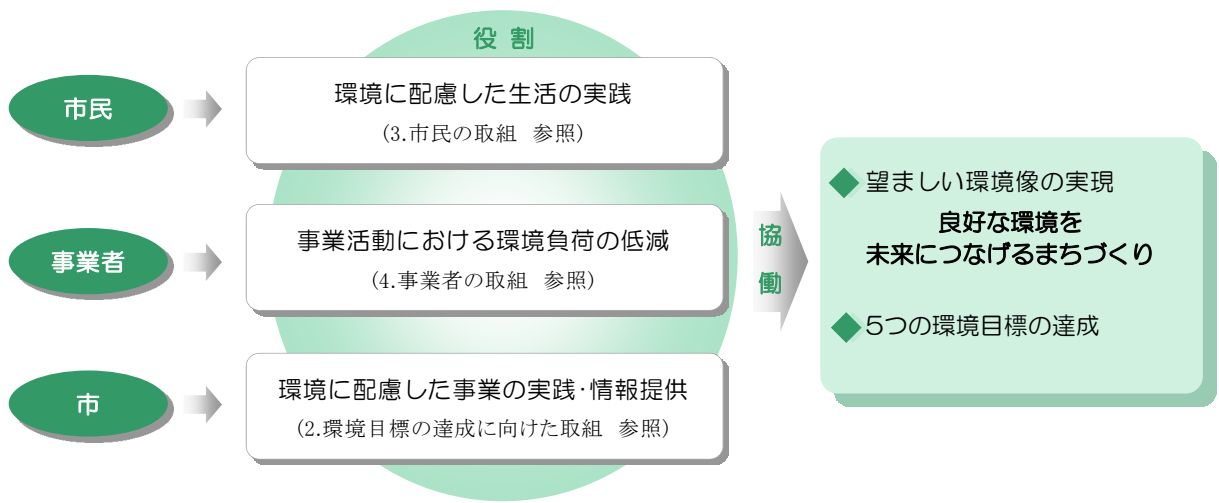 役 割
市民
環境に配慮した生活の実践
(3.市民の取組 参照)
事業者
事業活動における環境負荷の低減
(4.事業者の取組 参照)
市
環境に配慮した事業の実践・情報提供
(2.環境目標の達成に向けた取組 参照)
協
働
望ましい環境像の実現
良好な環境を
未来につなげるまちづくり
5つの環境目標の達成